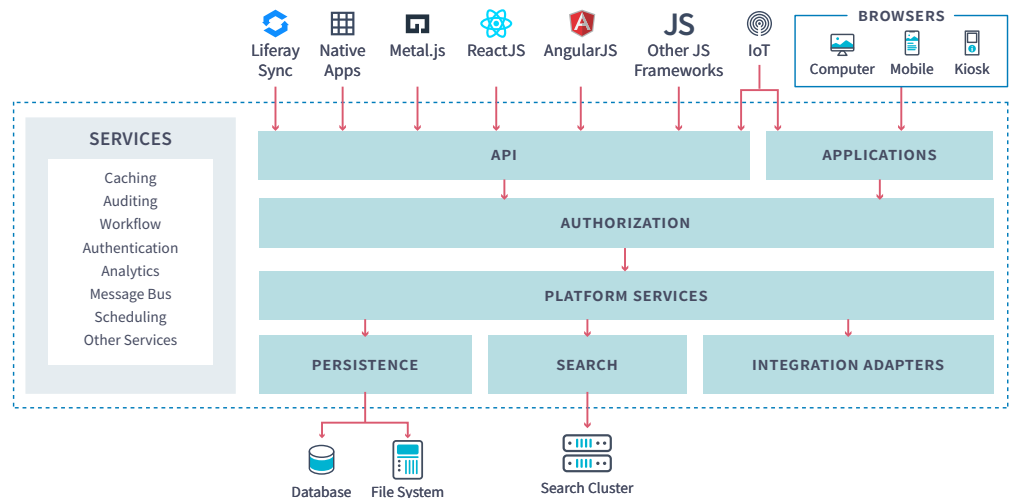 BROWSERS
Liferay
Sync
Native
Apps
Metal.js
ReactJS
AngularJS
JS
Other JS
Frameworks
IoT
Computer
Mobile
Kiosk
SERVICES
Caching
Auditing
Workflow
Authentication
Analytics
Message Bus
Scheduling
Other Services
API
APPLICATIONS
AUTHORIZATION
PLATFORM SERVICES
PERSISTENCE
SEARCH
INTEGRATION ADAPTERS
Database
File System
Search Cluster